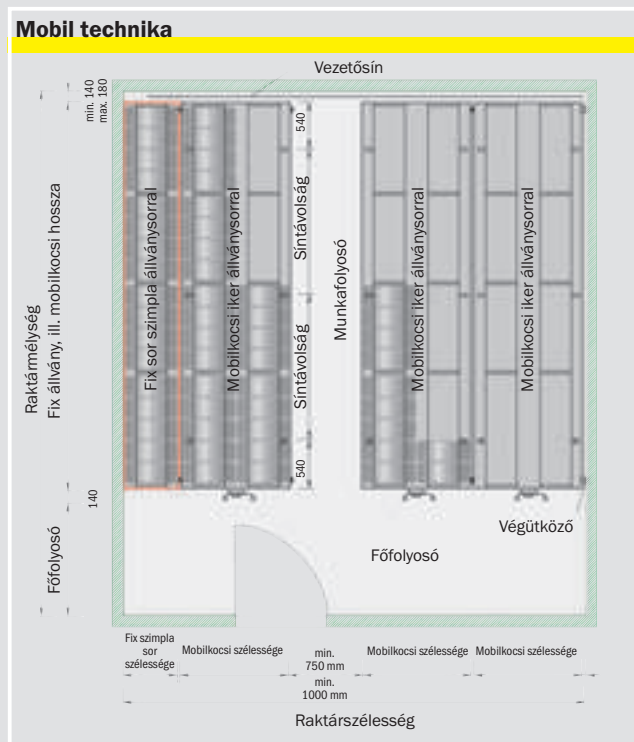 Mobil technika
Vezetősín
min. 140
max. 180
Raktármélység
Fix állvány, ill. mobilkocsi hossza
Fix sor szimpla állványsorral
Mobilkocsi iker állványsorral
540
Síntávolság
Síntávolság
540
Munkafolyosó
Mobilkocsi iker állványsorral
Mobilkocsi iker állványsorral
140
Főfolyosó
Végütköző
Főfolyosó
Fix szimpla
sor
szélessége
Mobilkocsi szélessége
min.
750 mm
min.
1000 mm
Mobilkocsi szélessége
Mobilkocsi szélessége
Raktárszélesség